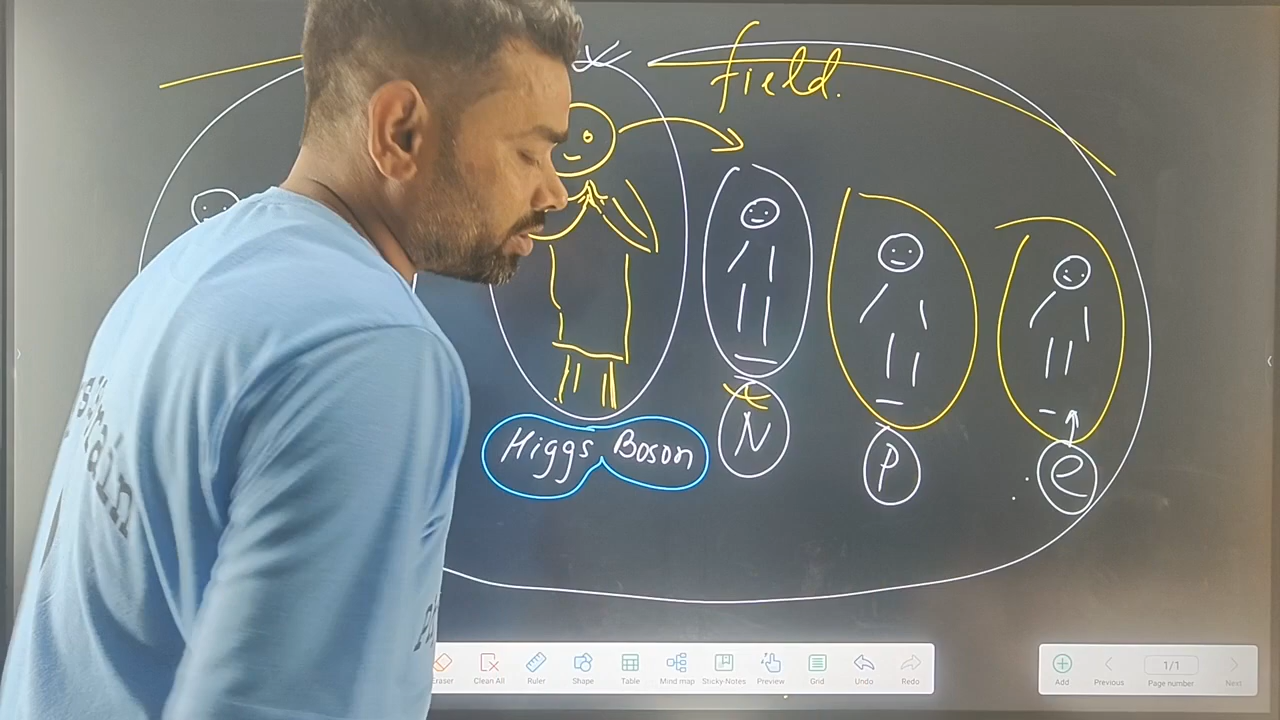 field.
Higgs Boson
N
P
e
Eraser Clean All Ruler Shape Table Mind map Sticky-Notes Preview Grid Undo Redo
Add Previous 1/1 Page number Next